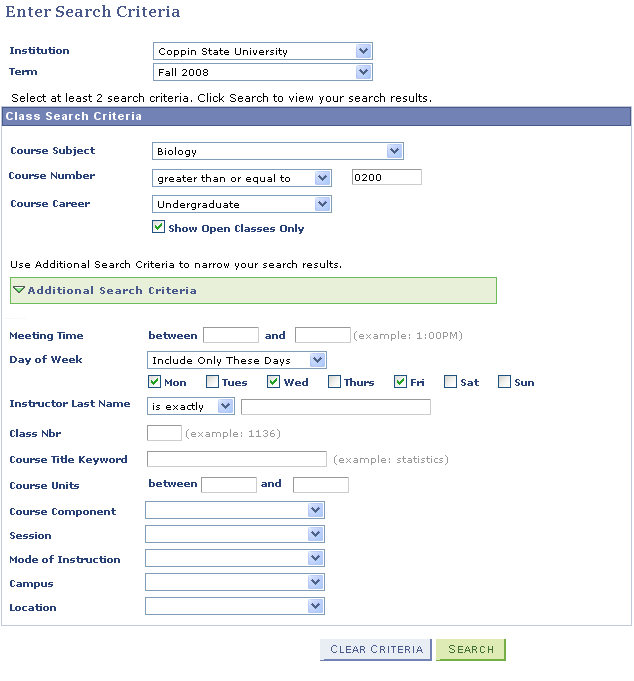 Enter Search Criteria
Institution Coppin State University
Term Fall 2008
Select at least 2 search criteria. Click Search to view your search results.
Class Search Criteria
Course Subject Biology
Course Number greater than or equal to 0200
Course Career Undergraduate
Show Open Classes Only
Use Additional Search Criteria to narrow your search results.
Additional Search Criteria
Meeting Time between and (example: 1:00PM)
Day of Week Include Only These Days
Mon Tues Wed Thurs Fri Sat Sun
Instructor Last Name is exactly
Class Nbr (example: 1136)
Course Title Keyword (example: statistics)
Course Units between and
Course Component
Session
Mode of Instruction
Campus
Location
CLEAR CRITERIA SEARCH